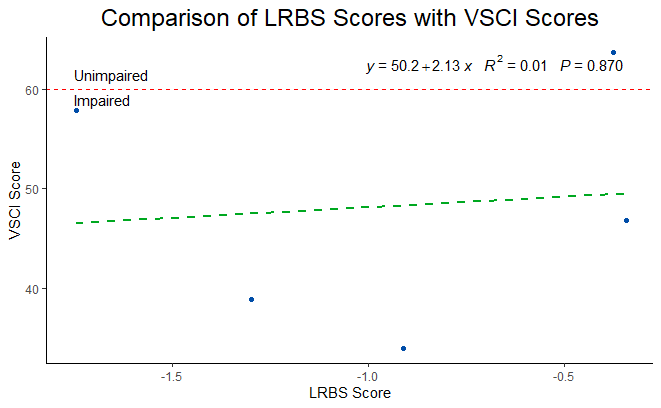 Comparison of LRBS Scores with VSCI Scores
y = 50.2+2.13 x R² = 0.01 P = 0.870
Unimpaired
Impaired
60
50
40
VSCI Score
-1.5 -1.0 -0.5
LRBS Score